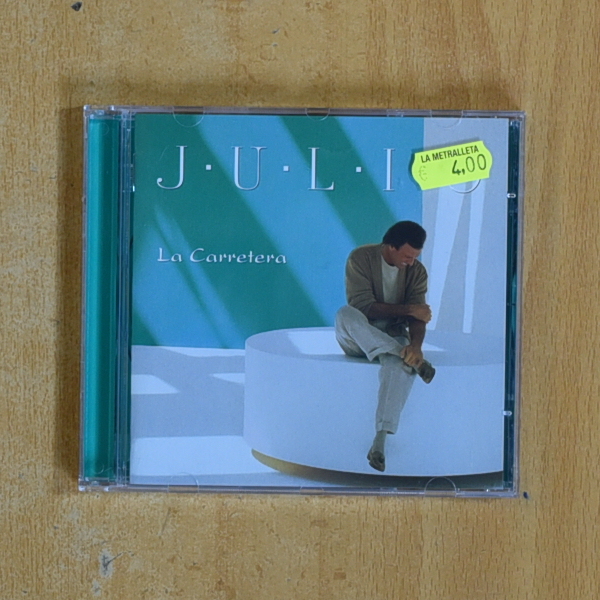 J·U·L·I
LA METRALLETA
€ 4,00
La Carretera